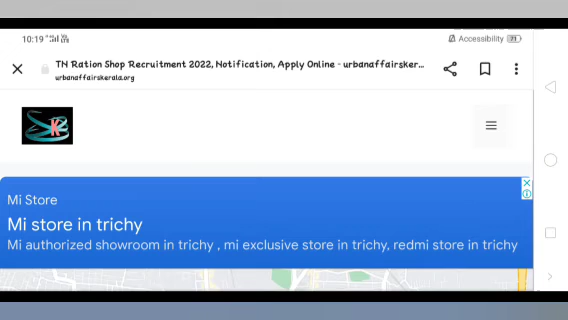 10:19
Accessibility
TN Ration Shop Recruitment 2022, Notification, Apply Online - urbanaffairsker...
urbanaffairskerala.org
K
Mi Store
Mi store in trichy
Mi authorized showroom in trichy , mi exclusive store in trichy, redmi store in trichy